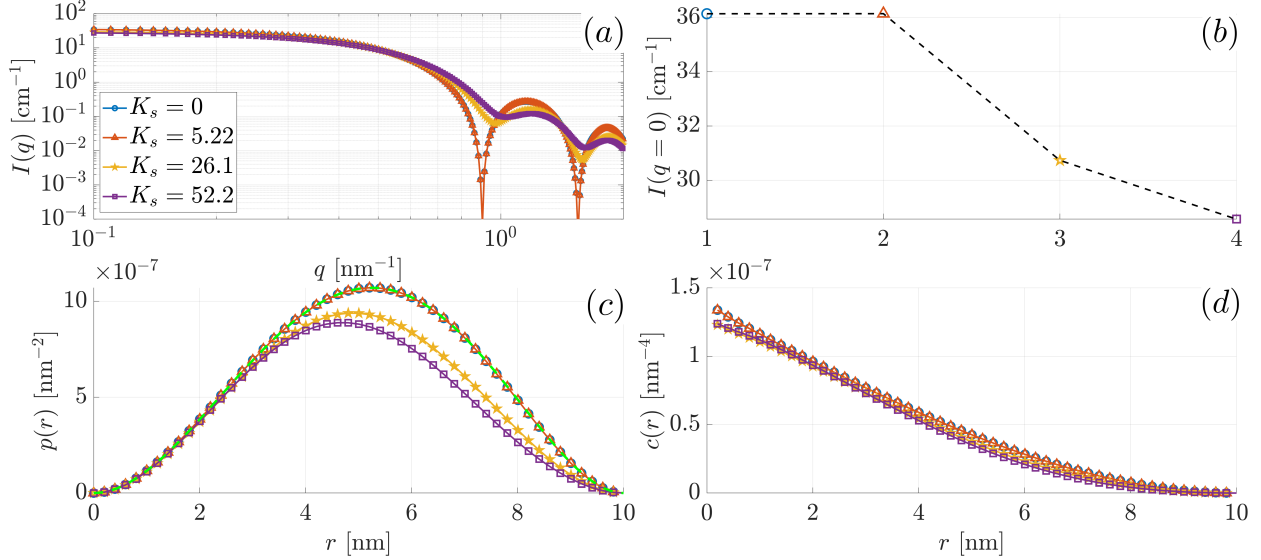 10^2
10^1
10^0
10^{-1}
10^{-2}
10^{-3}
10^{-4}
I(q) [cm^{-1}]
K_s = 0
K_s = 5.22
K_s = 26.1
K_s = 52.2
(a)
10^{-1}
10^0
q [nm^{-1}]
36
34
32
30
I(q = 0) [cm^{-1}]
(b)
1
2
3
4
×10^{-7}
10
5
0
p(r) [nm^{-2}]
(c)
0
2
4
6
8
10
r [nm]
×10^{-7}
1.5
1
0.5
0
c(r) [nm^{-4}]
(d)
0
2
4
6
8
10
r [nm]